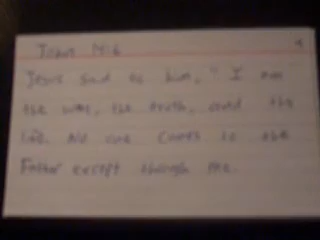 John 14:6
Jesus said to him, "I am
the way, the truth, and the
life. No one comes to the
Father except through me.